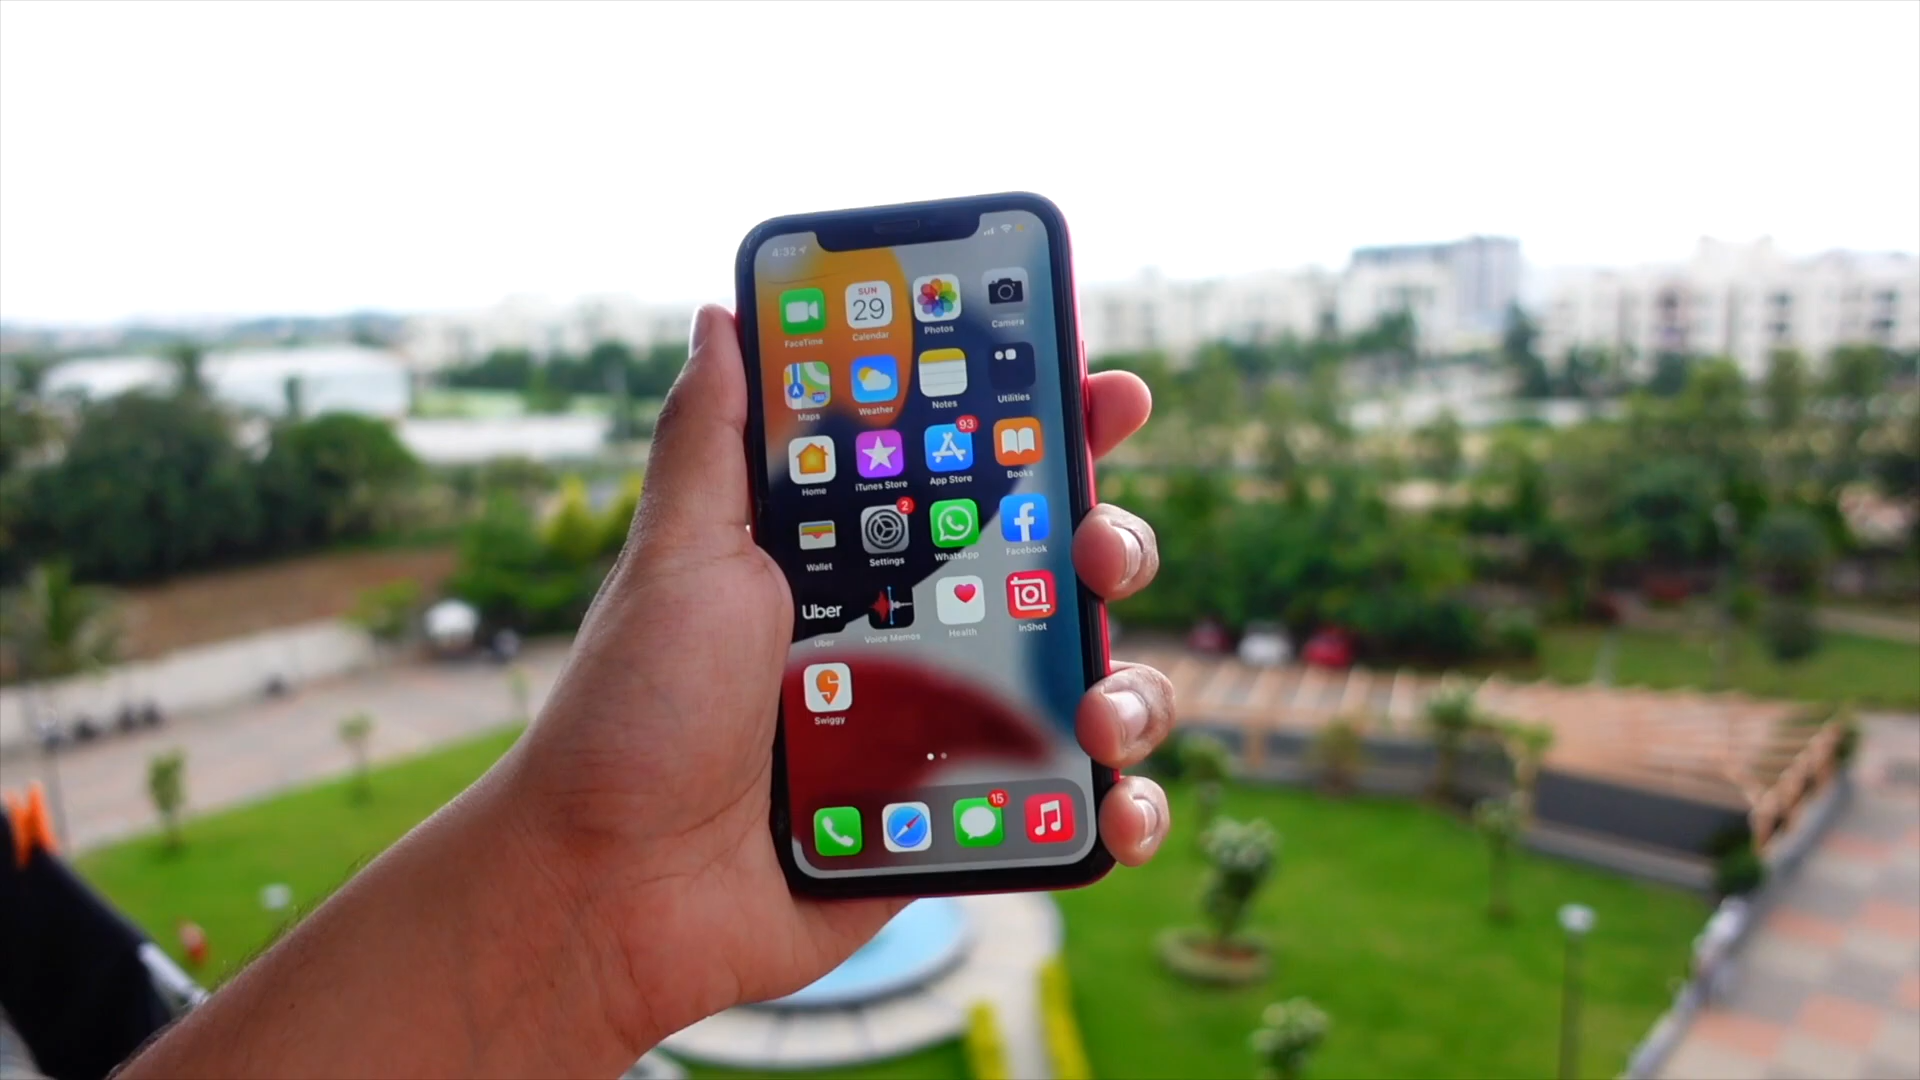 4:32
SUN
29
FaceTime
Calendar
Photos
Camera
Maps
Weather
Notes
Utilities
93
Home
iTunes Store
App Store
Books
2
Wallet
Settings
WhatsApp
Facebook
Uber
Uber
Voice Memos
Health
InShot
Swiggy
15